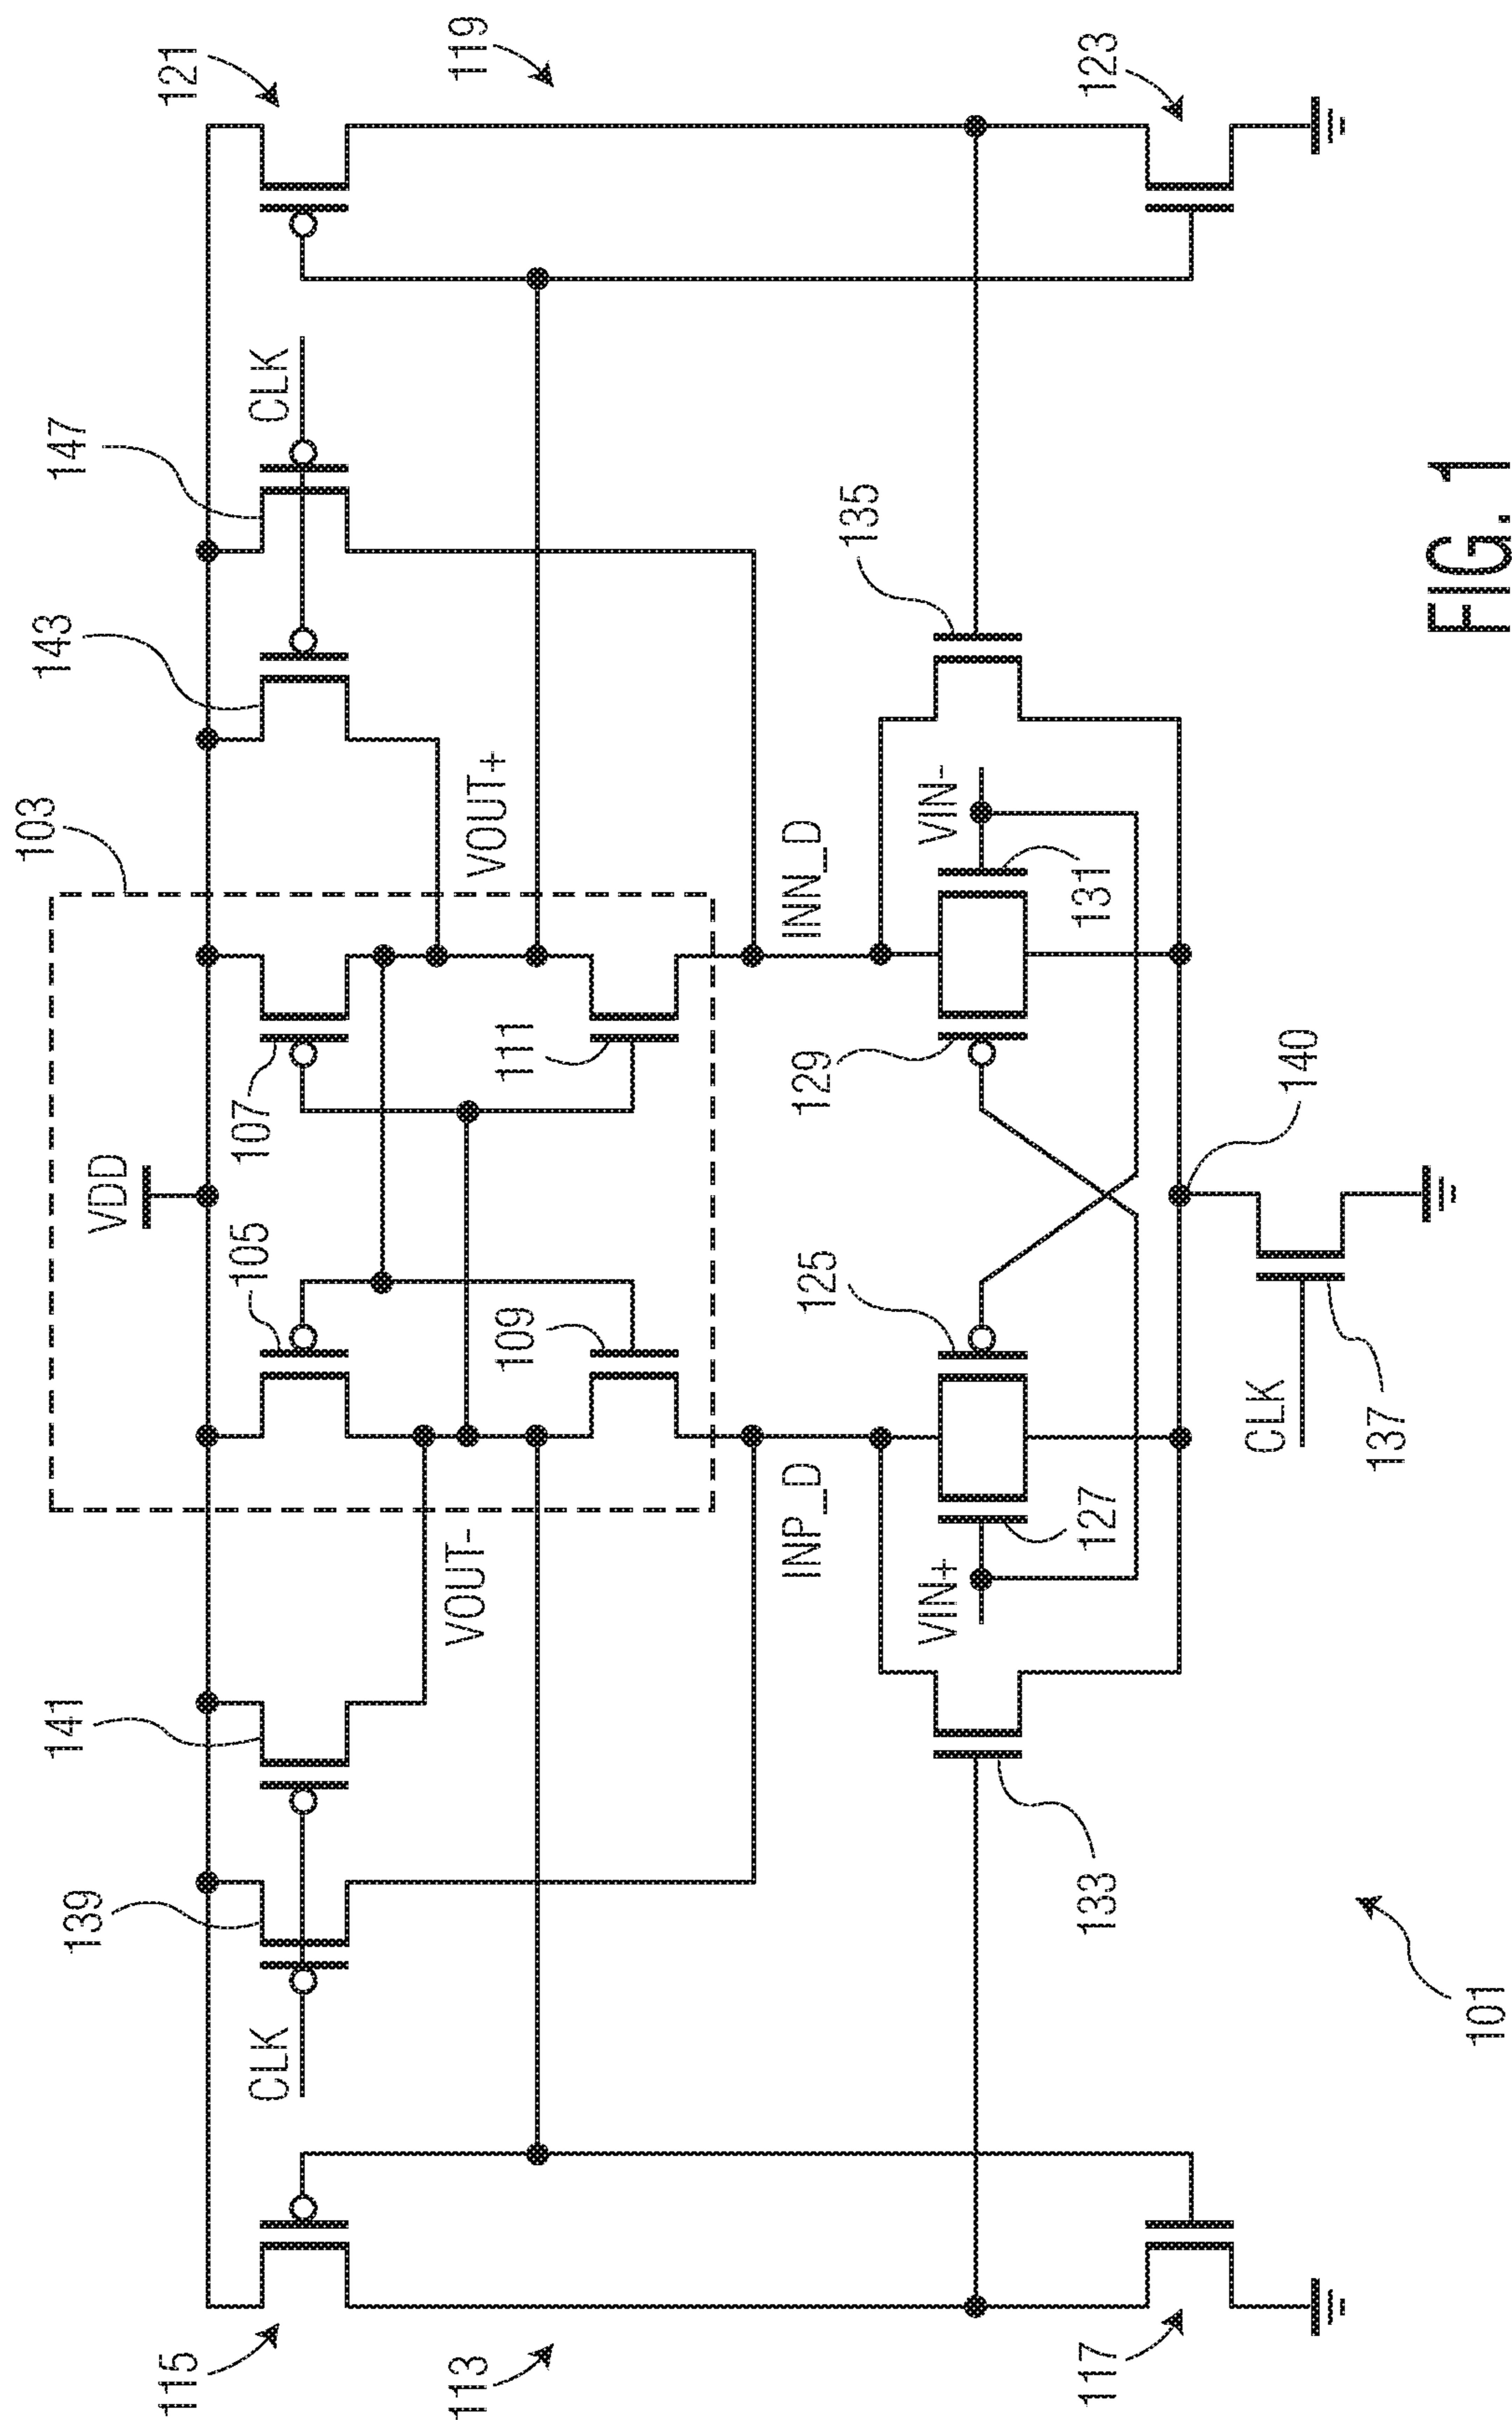 121
119
123
147
CLK
143
135
103
VOUT+
INN_D
VIN-
131
107
111
129
140
VDD
105
109
125
CLK
137
141
VOUT-
INP_D
VIN+
127
139
CLK
133
101
115
113
117
FIG. 1